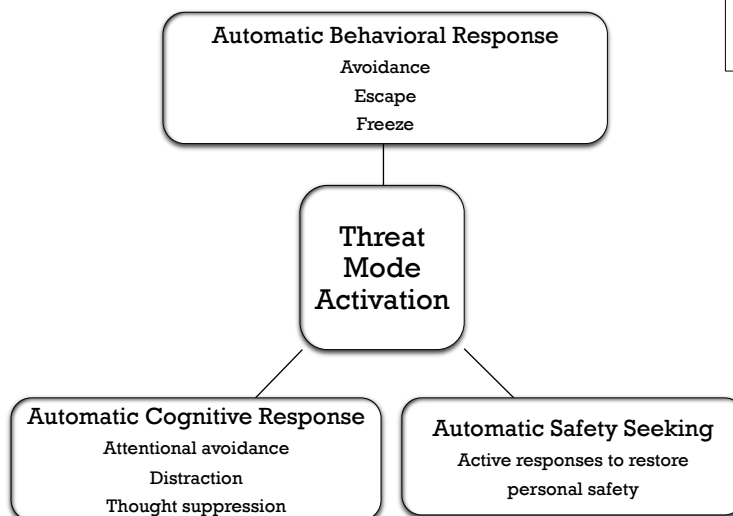 Automatic Behavioral Response
Avoidance
Escape
Freeze
Threat
Mode
Activation
Automatic Cognitive Response
Attentional avoidance
Distraction
Thought suppression
Automatic Safety Seeking
Active responses to restore
personal safety